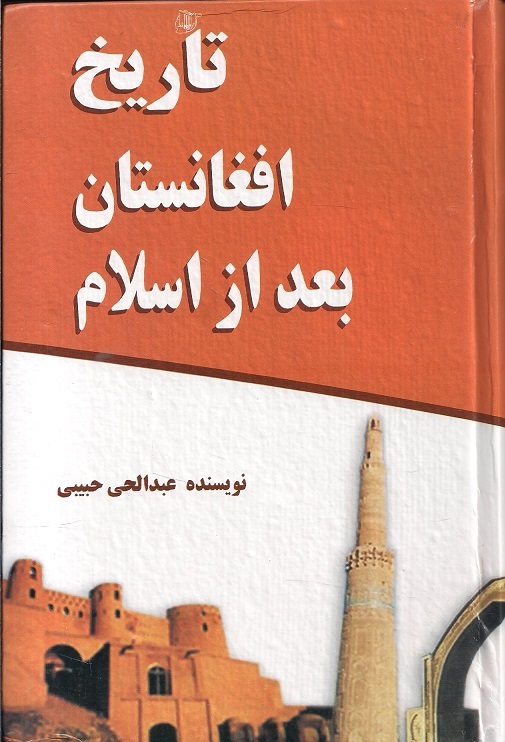 تاریخ
افغانستان
بعد از اسلام
نویسنده عبدالحی حبیبی